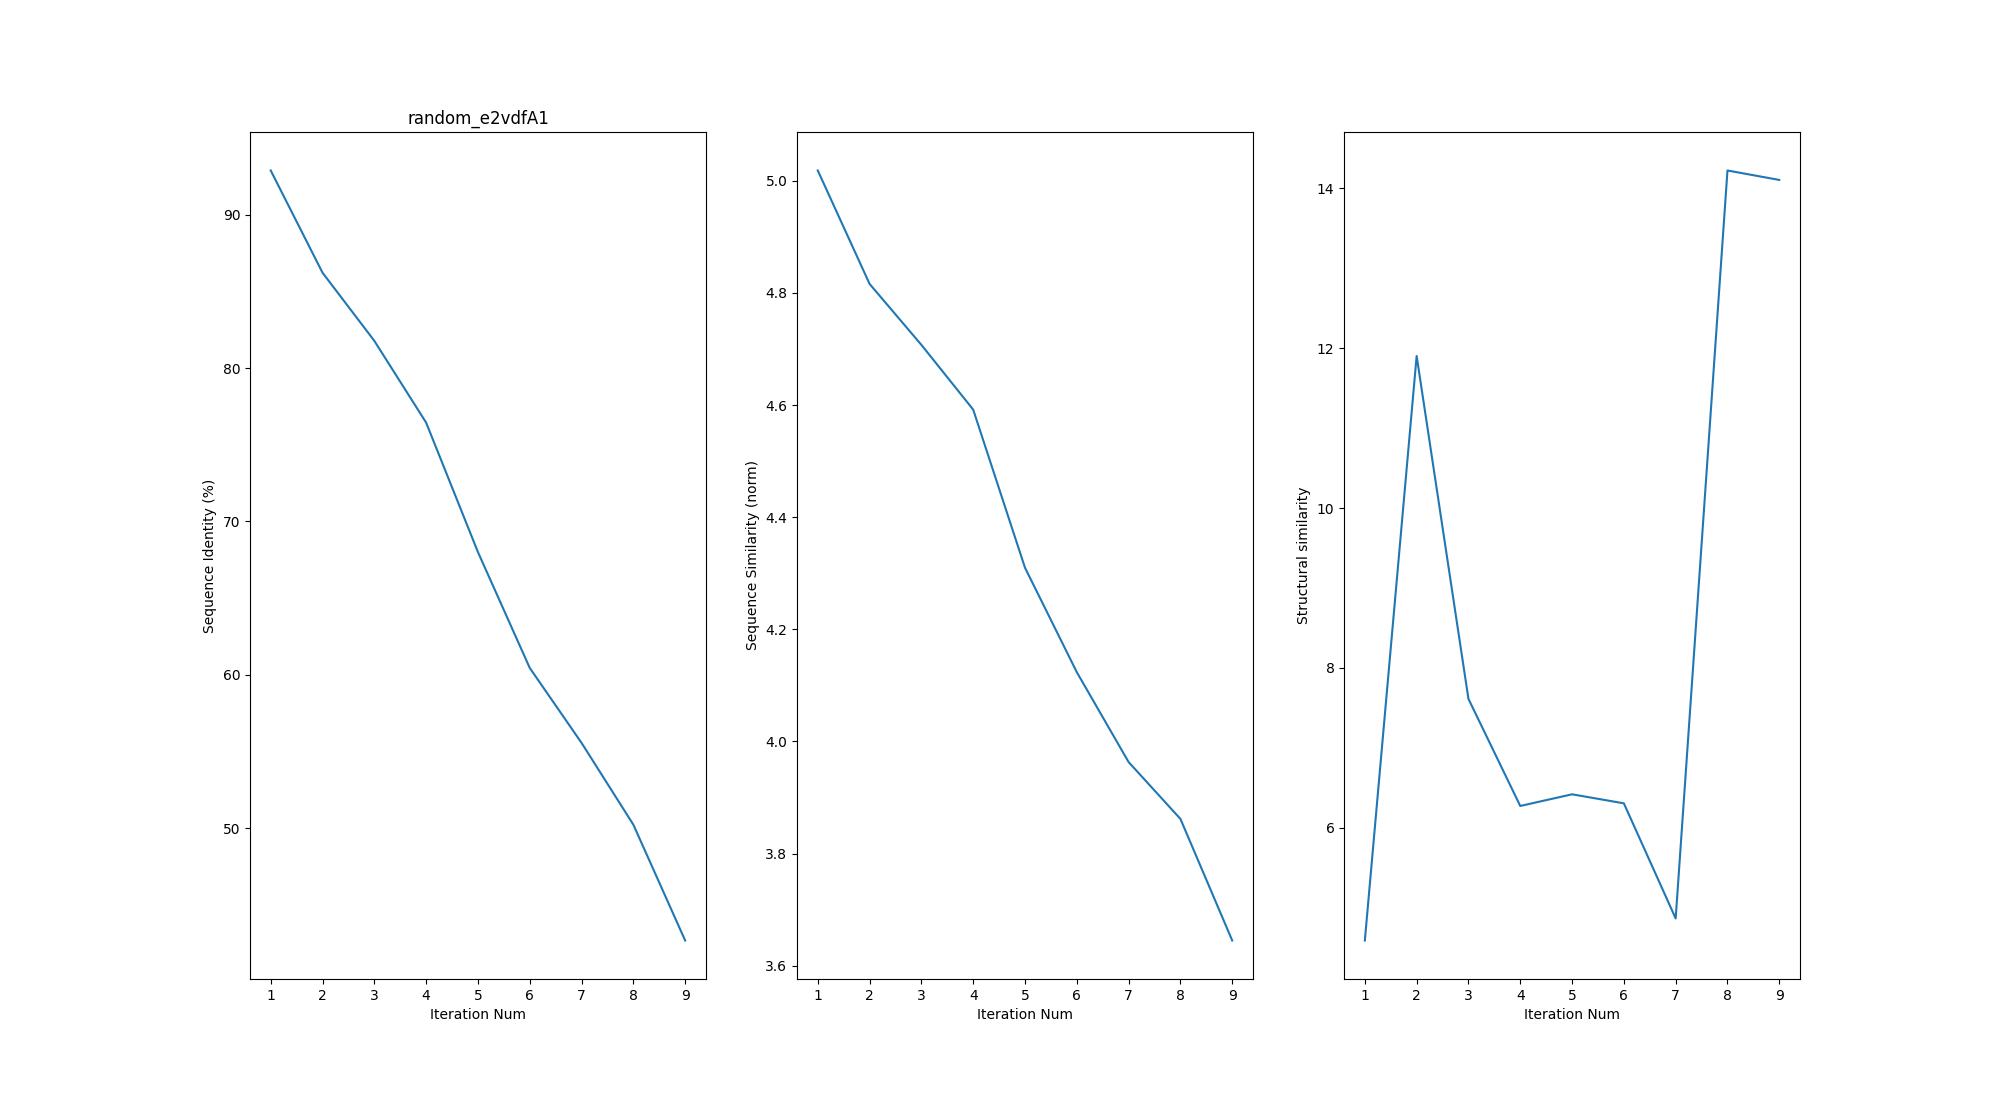 random_e2vdfA1
Sequence Identity (%)
90
80
70
60
50
1 2 3 4 5 6 7 8 9
Iteration Num
Sequence Similarity (norm)
5.0
4.8
4.6
4.4
4.2
4.0
3.8
3.6
1 2 3 4 5 6 7 8 9
Iteration Num
Structural similarity
14
12
10
8
6
1 2 3 4 5 6 7 8 9
Iteration Num